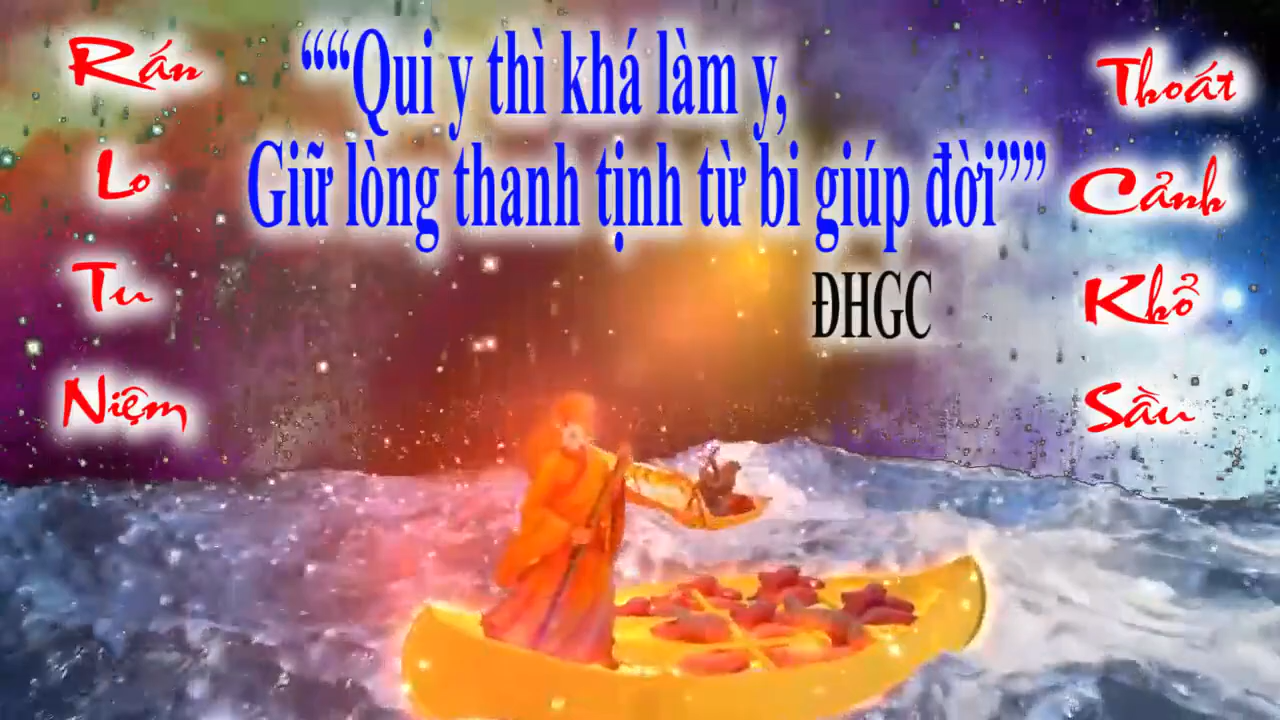 Rán
Lo
Tu
Niệm
““Qui y thì khá làm y,
Giữ lòng thanh tịnh từ bi giúp đời””
ĐHGC
Thoát
Cảnh
Khổ
Sầu